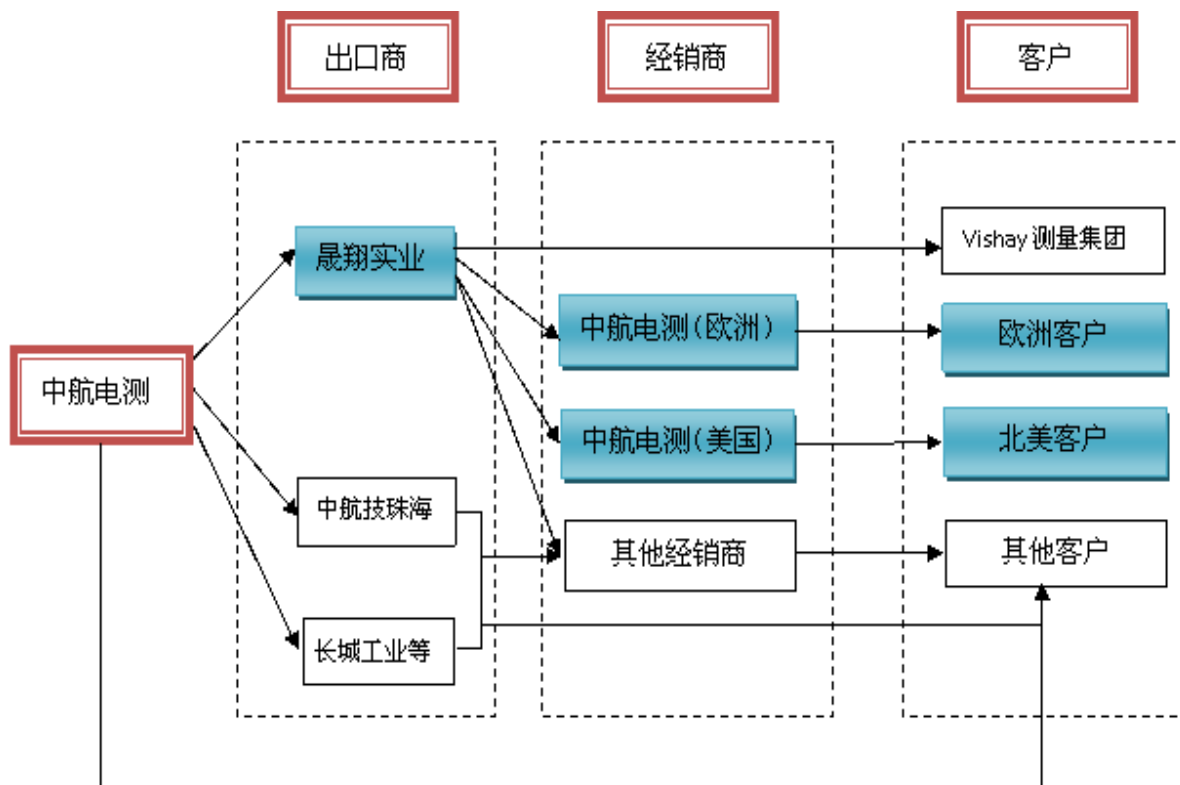 出口商
经销商
客户
晟翔实业
Vishay 测量集团
中航电测(欧洲)
欧洲客户
中航电测
中航电测(美国)
北美客户
中航技珠海
其他经销商
其他客户
长城工业等